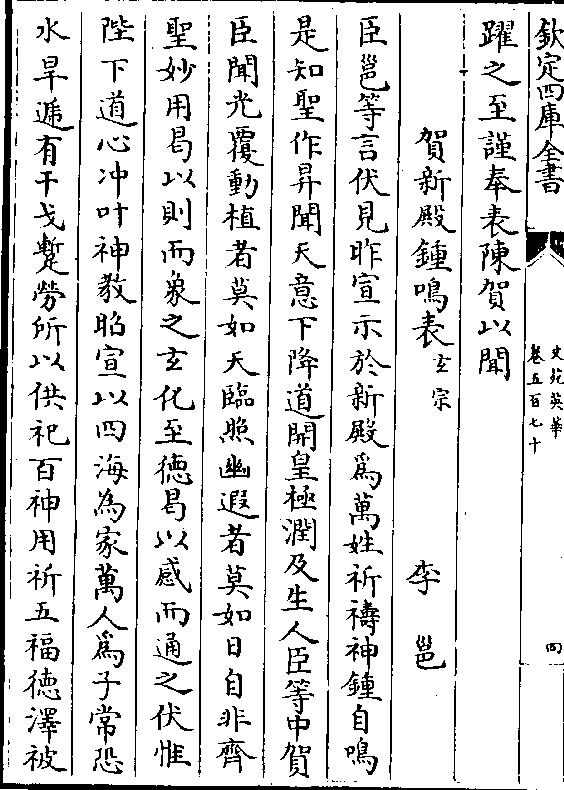 欽定四庫全書
文苑英華
卷五百七十
四
躍之至謹奉表陳賀以聞
賀新殿鍾鳴表玄宗 李邕
臣邕等言伏見昨宣示於新殿爲萬姓祈禱神鍾自鳴
是知聖作昇聞天意下降道開皇極潤及生人臣等中賀
臣聞光覆動植者莫如天臨照幽遐者莫如日自非齊
聖妙用曷以則而象之玄化至德曷以感而通之伏惟
陛下道心冲叶神教昭宣以四海為家萬人爲子常恐
水旱遞有干戈蹔勞所以供祀百神用祈五福徳澤被